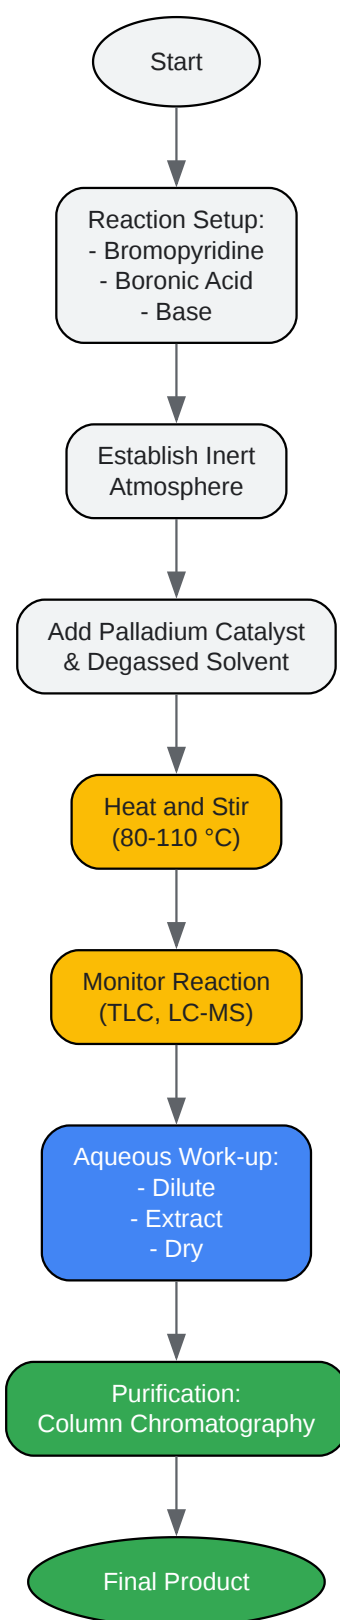 Start
Reaction Setup:
- Bromopyridine
- Boronic Acid
- Base
Establish Inert
Atmosphere
Add Palladium Catalyst
& Degassed Solvent
Heat and Stir
(80-110 °C)
Monitor Reaction
(TLC, LC-MS)
Aqueous Work-up:
- Dilute
- Extract
- Dry
Purification:
Column Chromatography
Final Product